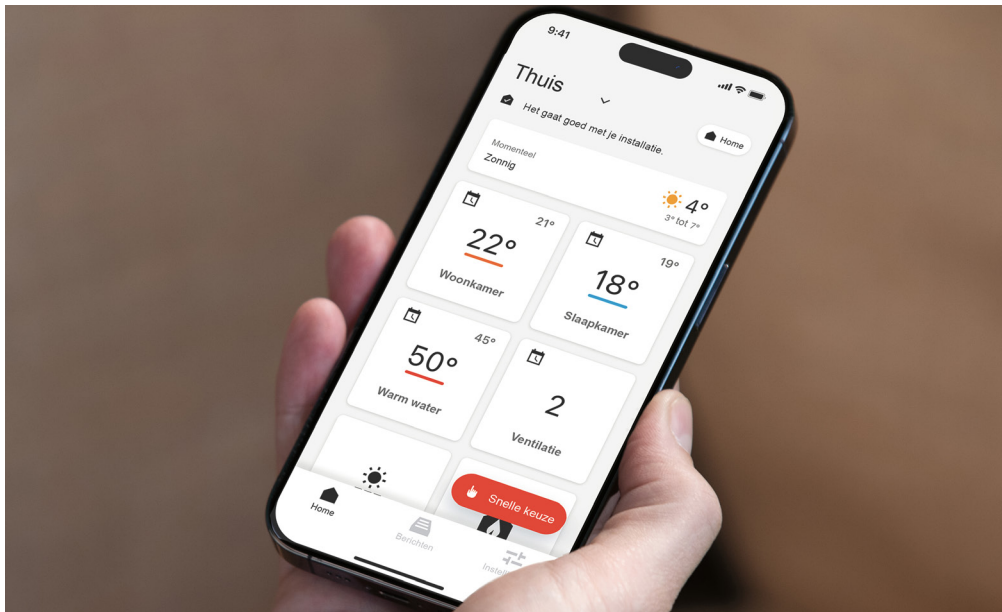 9:41
Thuis
Het gaat goed met je installatie.
Home
Momenteel
Zonnig
4°
3° tot 7°
21°
22°
Woonkamer
19°
18°
Slaapkamer
45°
50°
Warm water
2
Ventilatie
Snelle keuze
Home
Berichten